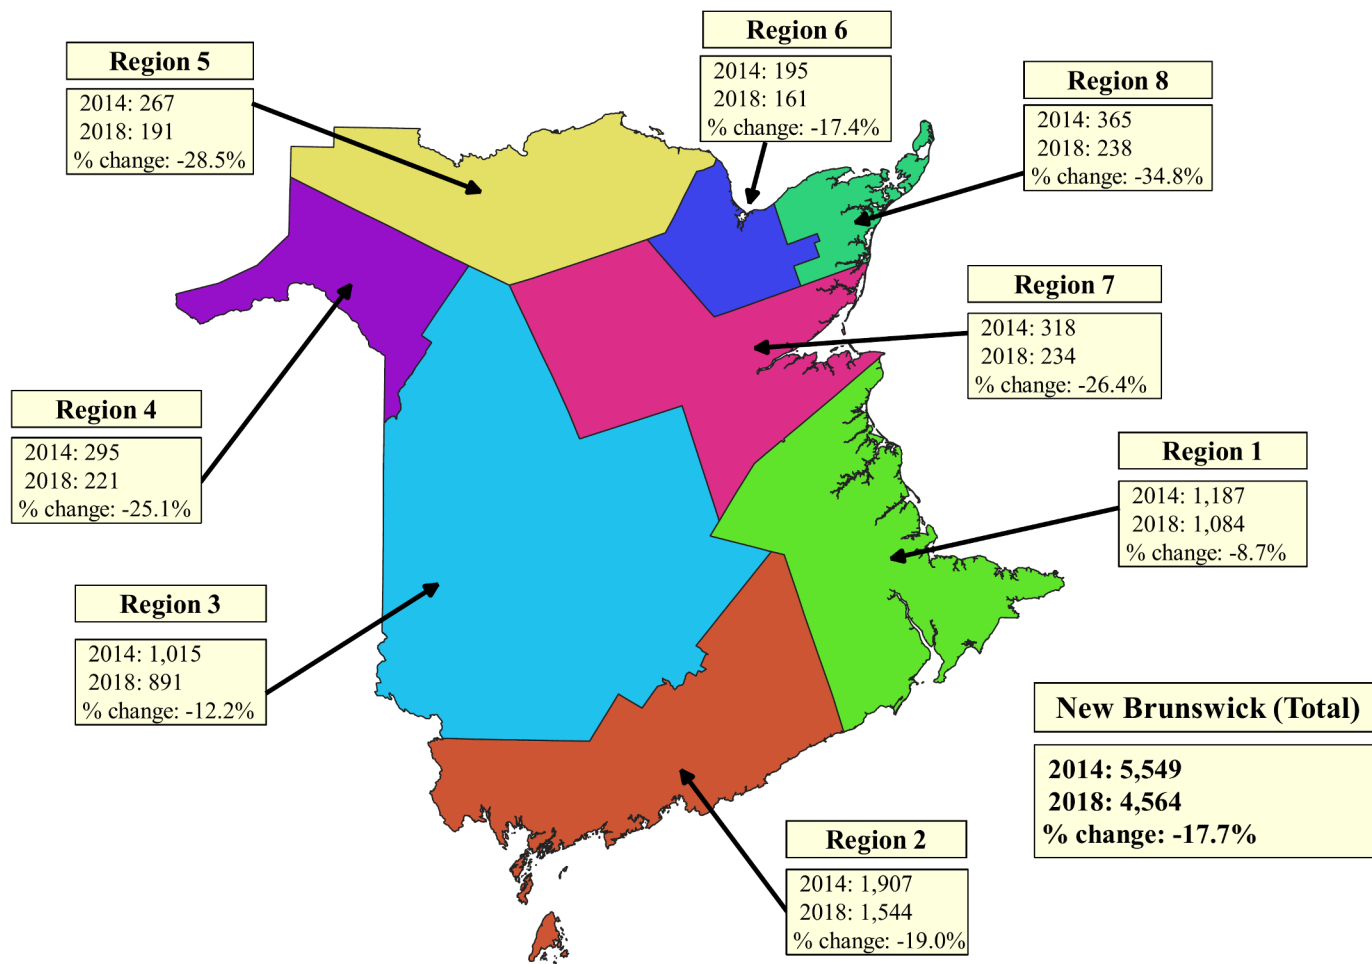 Region 6
2014: 195
2018: 161
% change: -17.4%
Region 5
2014: 267
2018: 191
% change: -28.5%
Region 8
2014: 365
2018: 238
% change: -34.8%
Region 7
2014: 318
2018: 234
% change: -26.4%
Region 4
2014: 295
2018: 221
% change: -25.1%
Region 1
2014: 1,187
2018: 1,084
% change: -8.7%
Region 3
2014: 1,015
2018: 891
% change: -12.2%
New Brunswick (Total)
2014: 5,549
2018: 4,564
% change: -17.7%
Region 2
2014: 1,907
2018: 1,544
% change: -19.0%